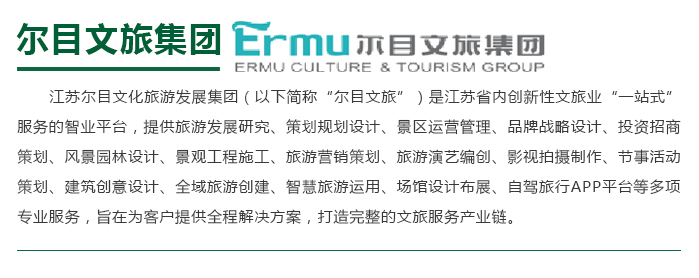 尔目文旅集团
Ermu 尔目文旅集团
ERMU CULTURE & TOURISM GROUP
江苏尔目文化旅游发展集团（以下简称“尔目文旅”）是江苏省内创新性文旅业“一站式”
服务的智业平台，提供旅游发展研究、策划规划设计、景区运营管理、品牌战略设计、投资招商
策划、风景园林设计、景观工程施工、旅游营销策划、旅游演艺编创、影视拍摄制作、节事活动
策划、建筑创意设计、全域旅游创建、智慧旅游运用、场馆设计布展、自驾旅行APP平台等多项
专业服务，旨在为客户提供全程解决方案，打造完整的文旅服务产业链。